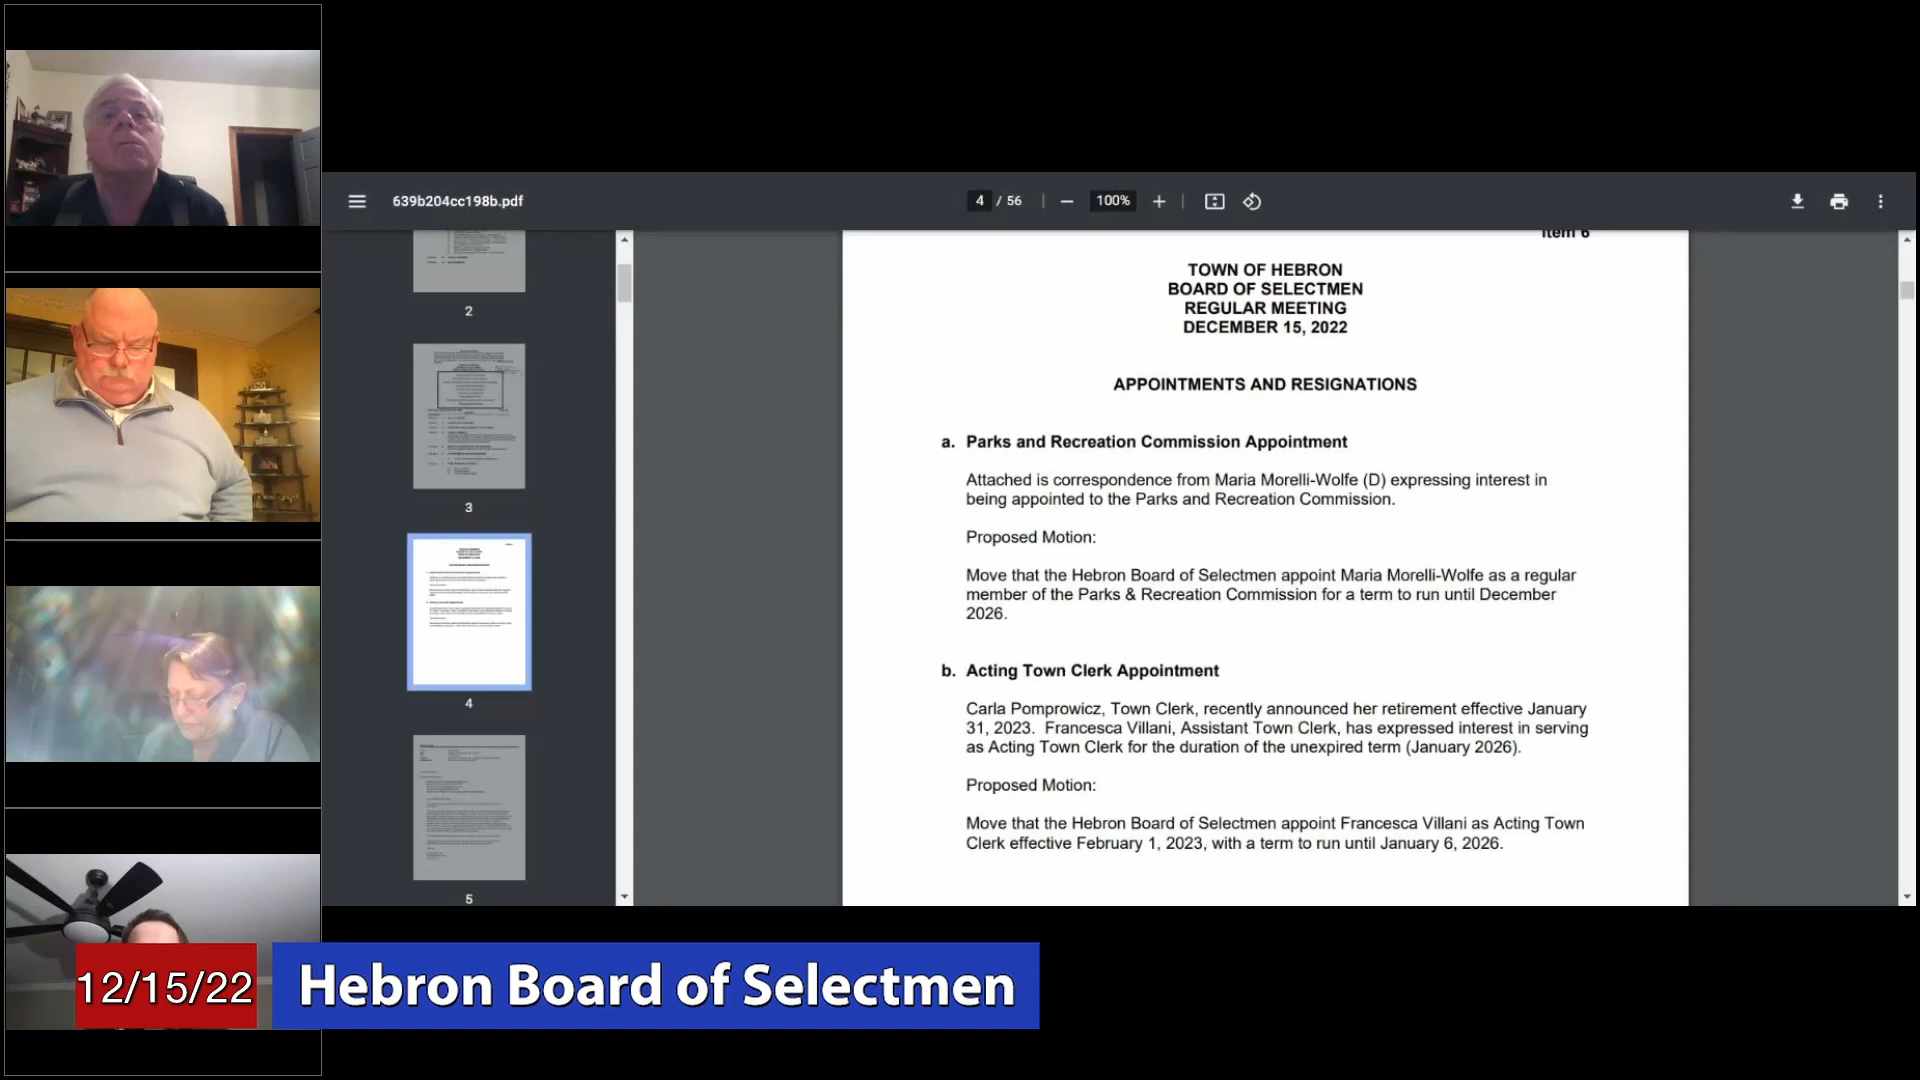 639b204cc198b.pdf
4 / 56
100%
2
3
4
5
Item 6
TOWN OF HEBRON
BOARD OF SELECTMEN
REGULAR MEETING
DECEMBER 15, 2022
APPOINTMENTS AND RESIGNATIONS
a. Parks and Recreation Commission Appointment
Attached is correspondence from Maria Morelli-Wolfe (D) expressing interest in
being appointed to the Parks and Recreation Commission.
Proposed Motion:
Move that the Hebron Board of Selectmen appoint Maria Morelli-Wolfe as a regular
member of the Parks & Recreation Commission for a term to run until December
2026.
b. Acting Town Clerk Appointment
Carla Pomprowicz, Town Clerk, recently announced her retirement effective January
31, 2023. Francesca Villani, Assistant Town Clerk, has expressed interest in serving
as Acting Town Clerk for the duration of the unexpired term (January 2026).
Proposed Motion:
Move that the Hebron Board of Selectmen appoint Francesca Villani as Acting Town
Clerk effective February 1, 2023, with a term to run until January 6, 2026.
12/15/22
Hebron Board of Selectmen